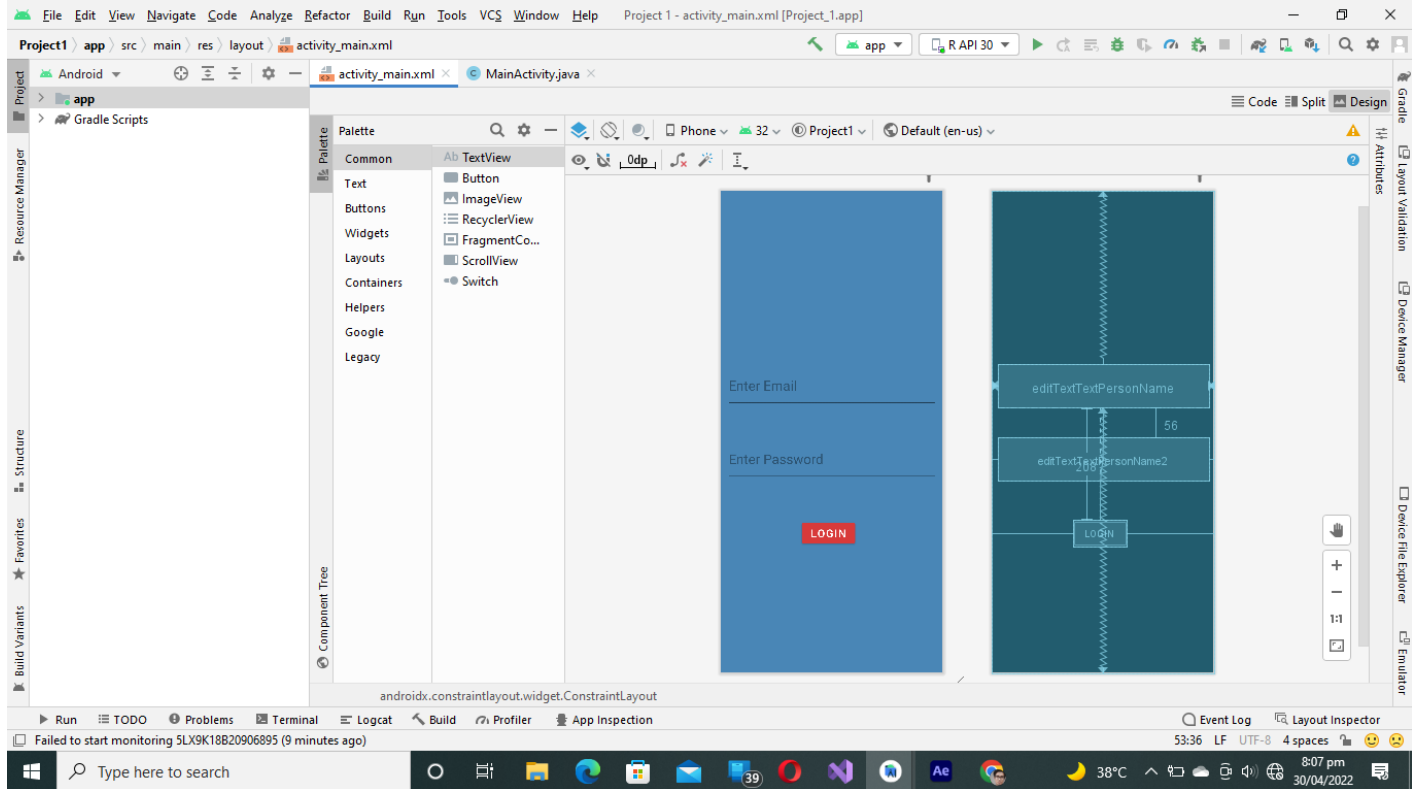 File Edit View Navigate Code Analyze Refactor Build Run Tools VCS Window Help Project 1 - activity_main.xml [Project_1.app]
Project1 app src main res layout activity_main.xml app R API 30
Android activity_main.xml MainActivity.java
app
Code Split Design
Gradle Scripts
Palette Phone 32 Project1 Default (en-us)
Common Ab TextView 0dp
Text Button
Buttons ImageView
Widgets RecyclerView
Layouts FragmentCo...
Containers ScrollView
Helpers Switch
Google
Legacy
Project
Resource Manager
Structure
Favorites
Build Variants
Palette
Component Tree
Enter Email
Enter Password
LOGIN
editTextTextPersonName
56
editTextTextPersonName2
208
LOGIN
1:1
Gradle
Attributes
Layout Validation
Device Manager
Device File Explorer
Emulator
androidx.constraintlayout.widget.ConstraintLayout
Run TODO Problems Terminal Logcat Build Profiler App Inspection Event Log Layout Inspector
Failed to start monitoring 5LX9K18B20906895 (9 minutes ago) 53:36 LF UTF-8 4 spaces
Type here to search 39 Ae 38°C 8:07 pm
30/04/2022